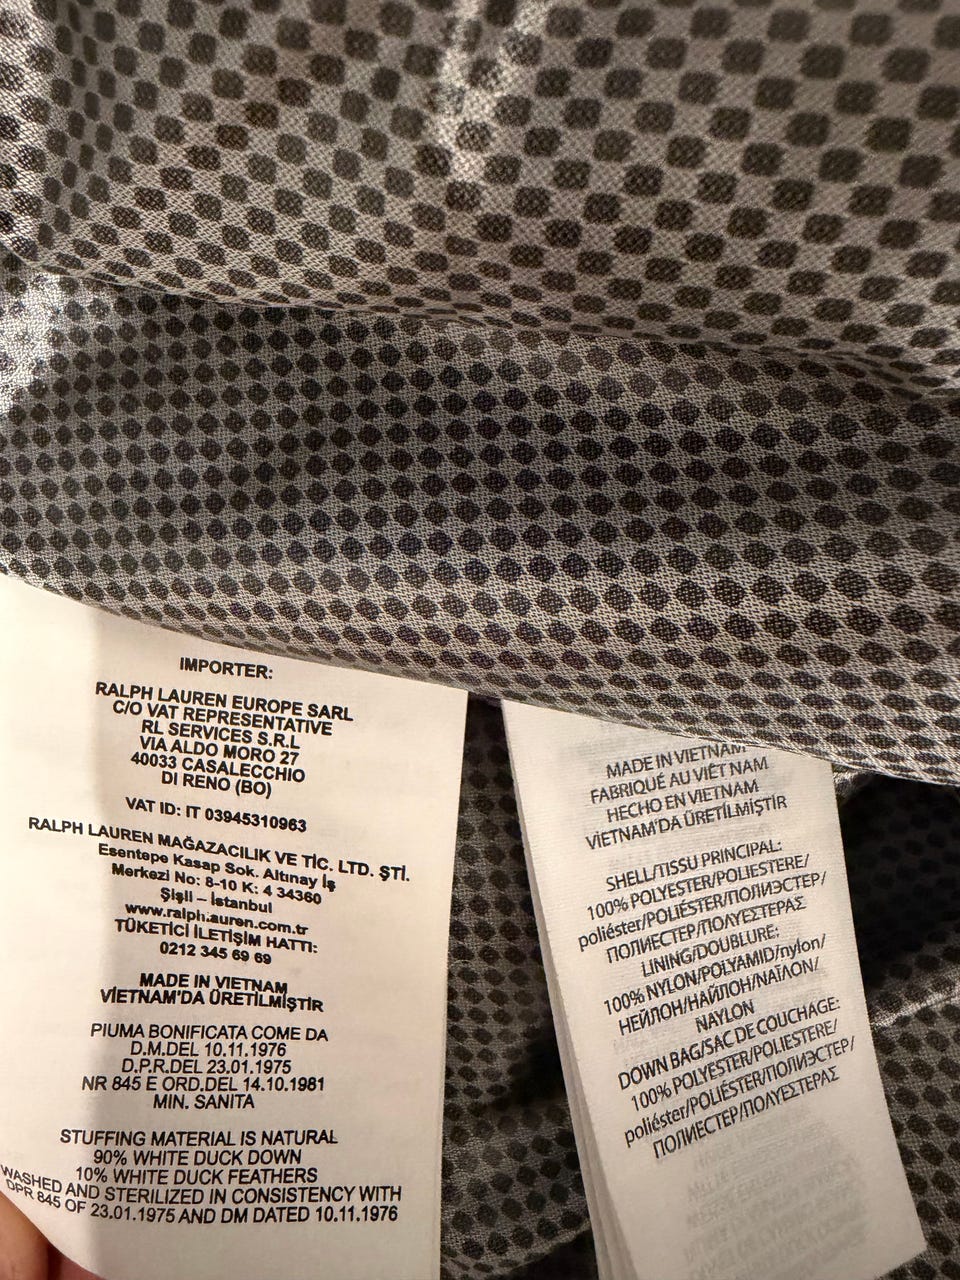 IMPORTER:
RALPH LAUREN EUROPE SARL
C/O VAT REPRESENTATIVE
RL SERVICES S.R.L
VIA ALDO MORO 27
40033 CASALECCHIO
DI RENO (BO)
VAT ID: IT 03945310963
RALPH LAUREN MAĞAZACILIK VE TİC. LTD. ŞTİ.
Esentepe Kasap Sok. Altınay İş
Merkezi No: 8-10 K: 4 34360
Şişli – İstanbul
www.ralphlauren.com.tr
TÜKETİCİ İLETİŞİM HATTI:
0212 345 69 69
MADE IN VIETNAM
VİETNAM'DA ÜRETİLMİŞTİR
PIUMA BONIFICATA COME DA
D.M.DEL 10.11.1976
D.P.R.DEL 23.01.1975
NR 845 E ORD.DEL 14.10.1981
MIN. SANITA
STUFFING MATERIAL IS NATURAL
90% WHITE DUCK DOWN
10% WHITE DUCK FEATHERS
WASHED AND STERILIZED IN CONSISTENCY WITH
DPR 845 OF 23.01.1975 AND DM DATED 10.11.1976
MADE IN VIETNAM
FABRIQUÉ AU VIÊT NAM
HECHO EN VIETNAM
VİETNAM'DA ÜRETİLMİŞTİR
SHELL/TISSU PRINCIPAL:
100% POLYESTER/POLIESTERE/
poliéster/POLIÉSTER/ПОЛИЭСТЕР/
ПОЛИЕСТЕР/ΠΟΛΥΕΣΤΕΡΑΣ
LINING/DOUBLURE:
100% NYLON/POLYAMID/nylon/
НЕЙЛОН/НАЙЛОН/ΝΑΪΛΟΝ/
NAYLON
DOWN BAG/SAC DE COUCHAGE:
100% POLYESTER/POLIESTERE/
poliéster/POLIÉSTER/ПОЛИЭСТЕР/
ПОЛИЕСТЕР/ΠΟΛΥΕΣΤΕΡΑΣ